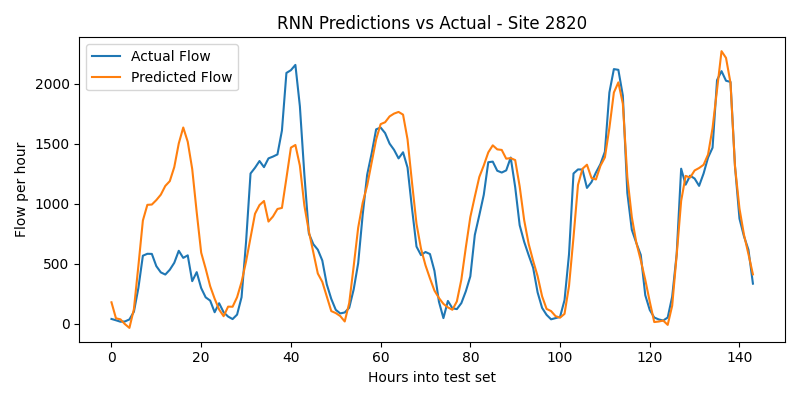 RNN Predictions vs Actual - Site 2820
Actual Flow
Predicted Flow
Flow per hour
2000
1500
1000
500
0
0 20 40 60 80 100 120 140
Hours into test set